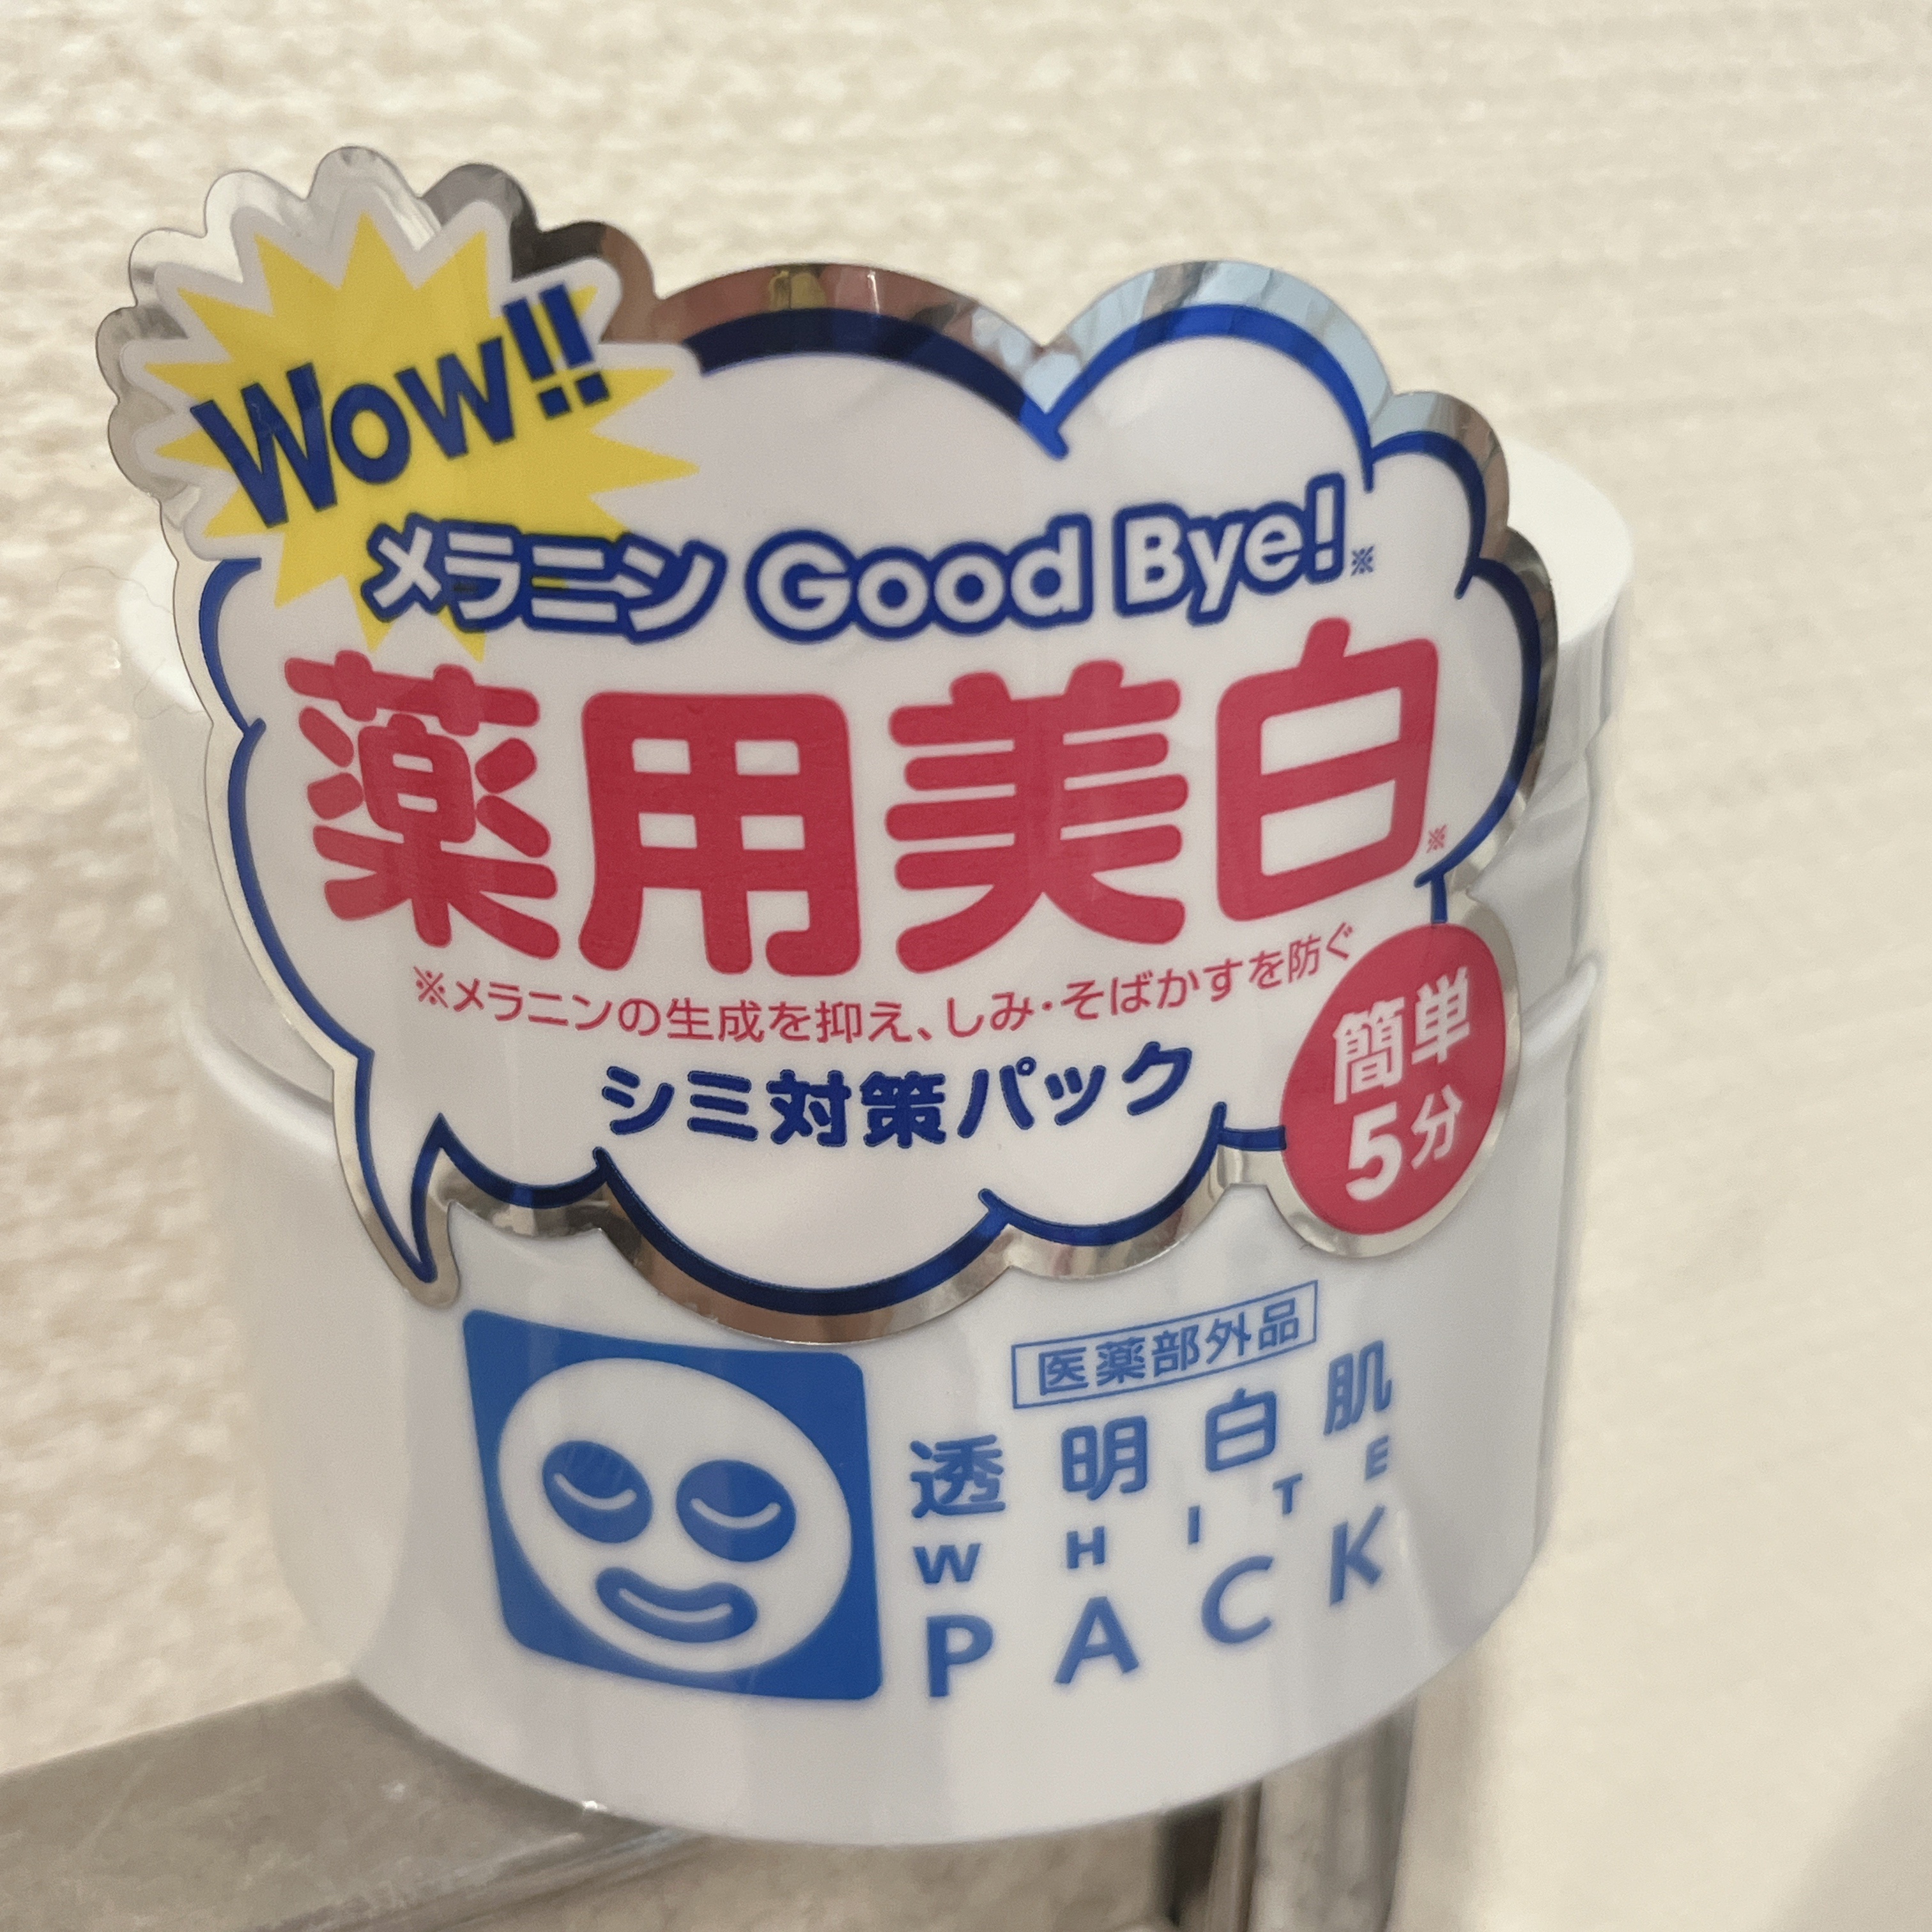 Wow!!
メラニン Good Bye!※
薬用美白※
※メラニンの生成を抑え、しみ・そばかすを防ぐ
シミ対策パック
簡単
5分
医薬部外品
透明白肌
WHITE
PACK